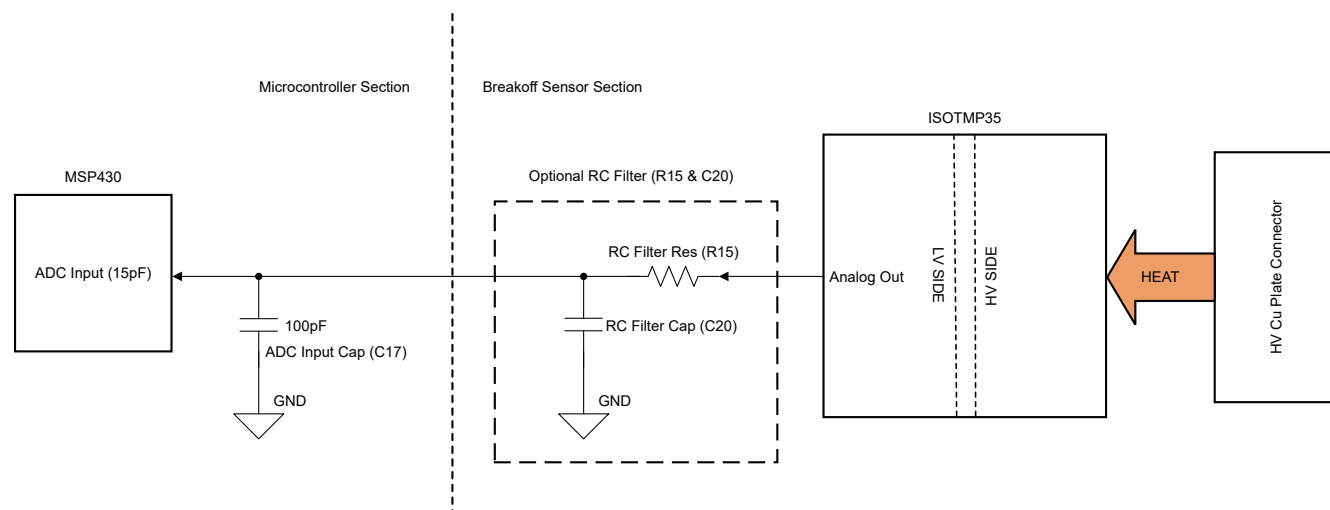 Microcontroller Section
Breakoff Sensor Section
ISOTMP35
MSP430
Optional RC Filter (R15 & C20)
ADC Input (15pF)
RC Filter Res (R15)
Analog Out
LV SIDE
HV SIDE
HEAT
HV Cu Plate Connector
100pF
ADC Input Cap (C17)
RC Filter Cap (C20)
GND
GND